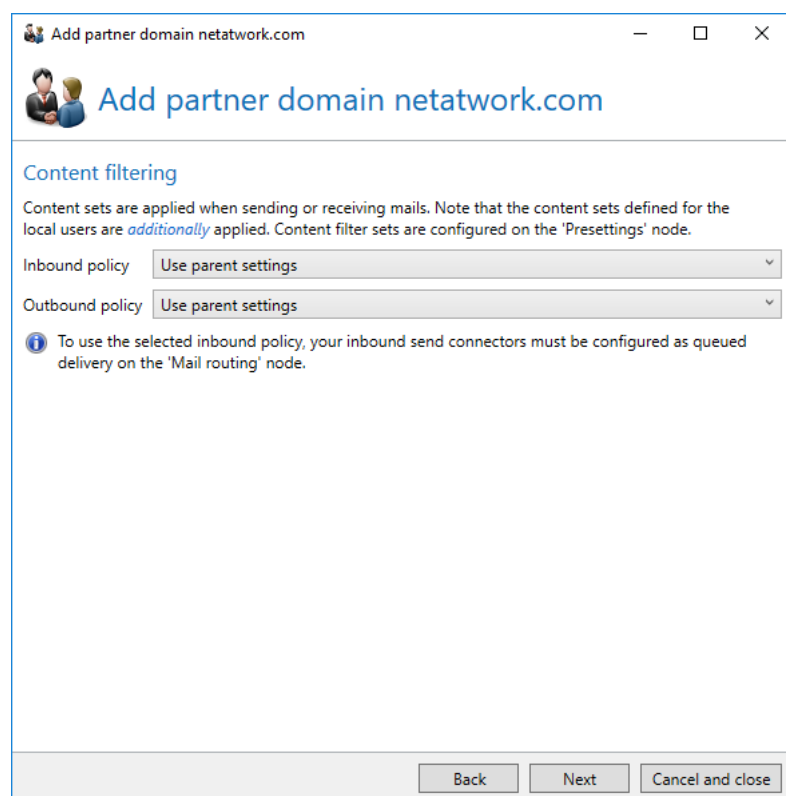 Add partner domain netatwork.com
Add partner domain netatwork.com
Content filtering
Content sets are applied when sending or receiving mails. Note that the content sets defined for the
local users are additionally applied. Content filter sets are configured on the 'Presettings' node.
Inbound policy Use parent settings
Outbound policy Use parent settings
To use the selected inbound policy, your inbound send connectors must be configured as queued
delivery on the 'Mail routing' node.
Back Next Cancel and close